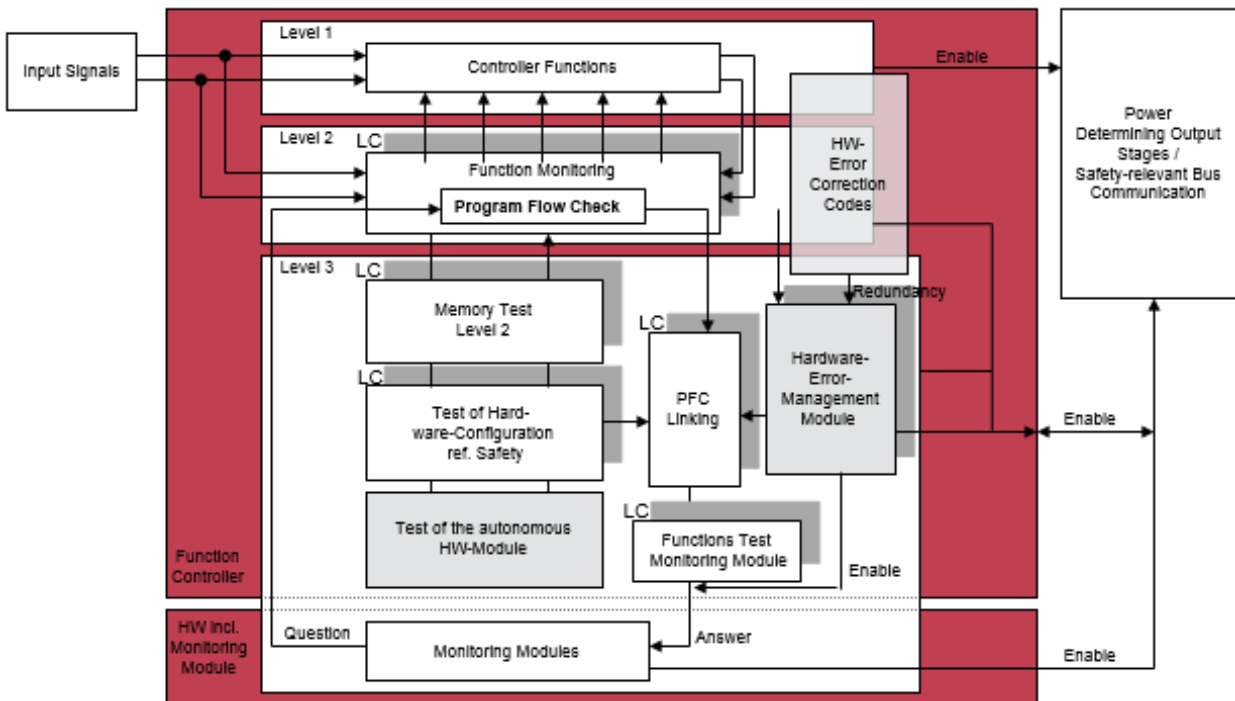 Input Signals
Level 1
Controller Functions
Enable
Power
Determining Output
Stages /
Safety-relevant Bus
Communication
Level 2
LC
Function Monitoring
Program Flow Check
HW-
Error
Correction
Codes
Level 3
LC
Memory Test
Level 2
Redundancy
LC
PFC
Linking
Hardware-
Error-
Management
Module
LC
Test of Hard-
ware-Configuration
ref. Safety
Enable
Test of the autonomous
HW-Module
LC
Functions Test
Monitoring Module
Enable
Function
Controller
HW incl.
Monitoring
Module
Question
Monitoring Modules
Answer
Enable